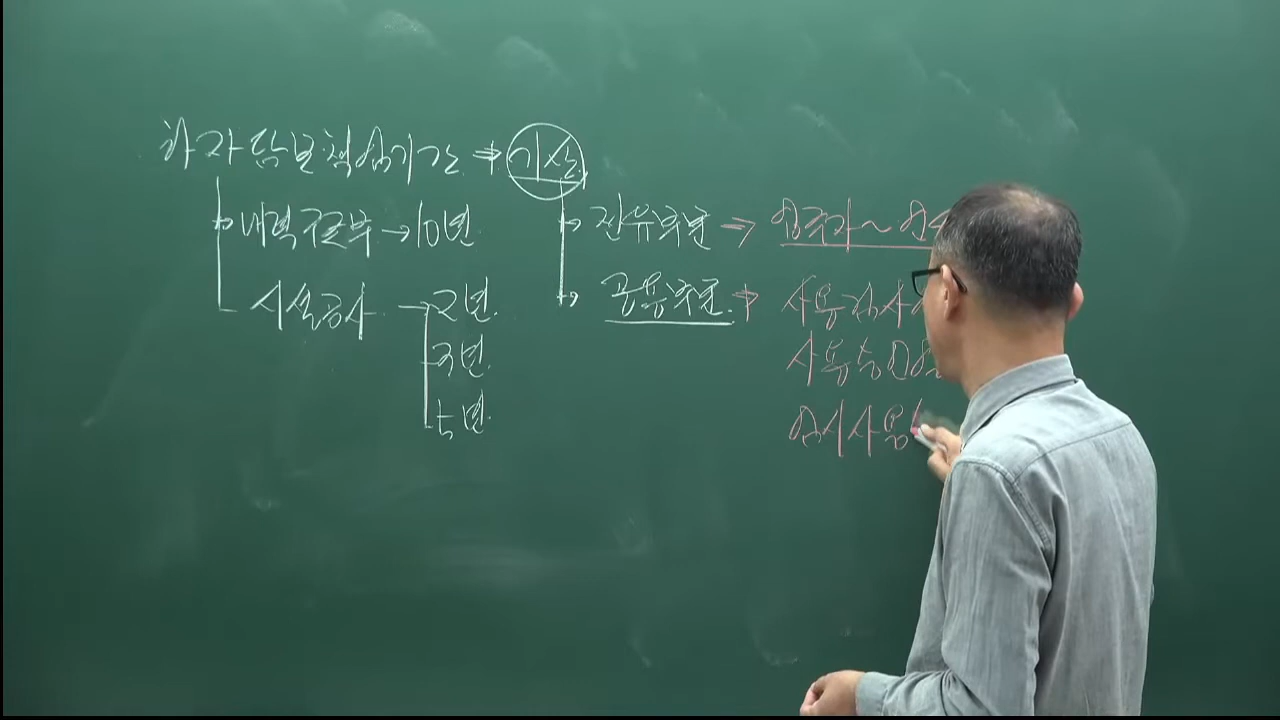 하자담보책임기간 ⇒ 기산
내력구조부 → 10년
시설공사 → 2년.
3년.
5년.
전유부분 ⇒ 입주자 ~ 인
공용부분 ⇒ 사용검사
사용승인
임시사용